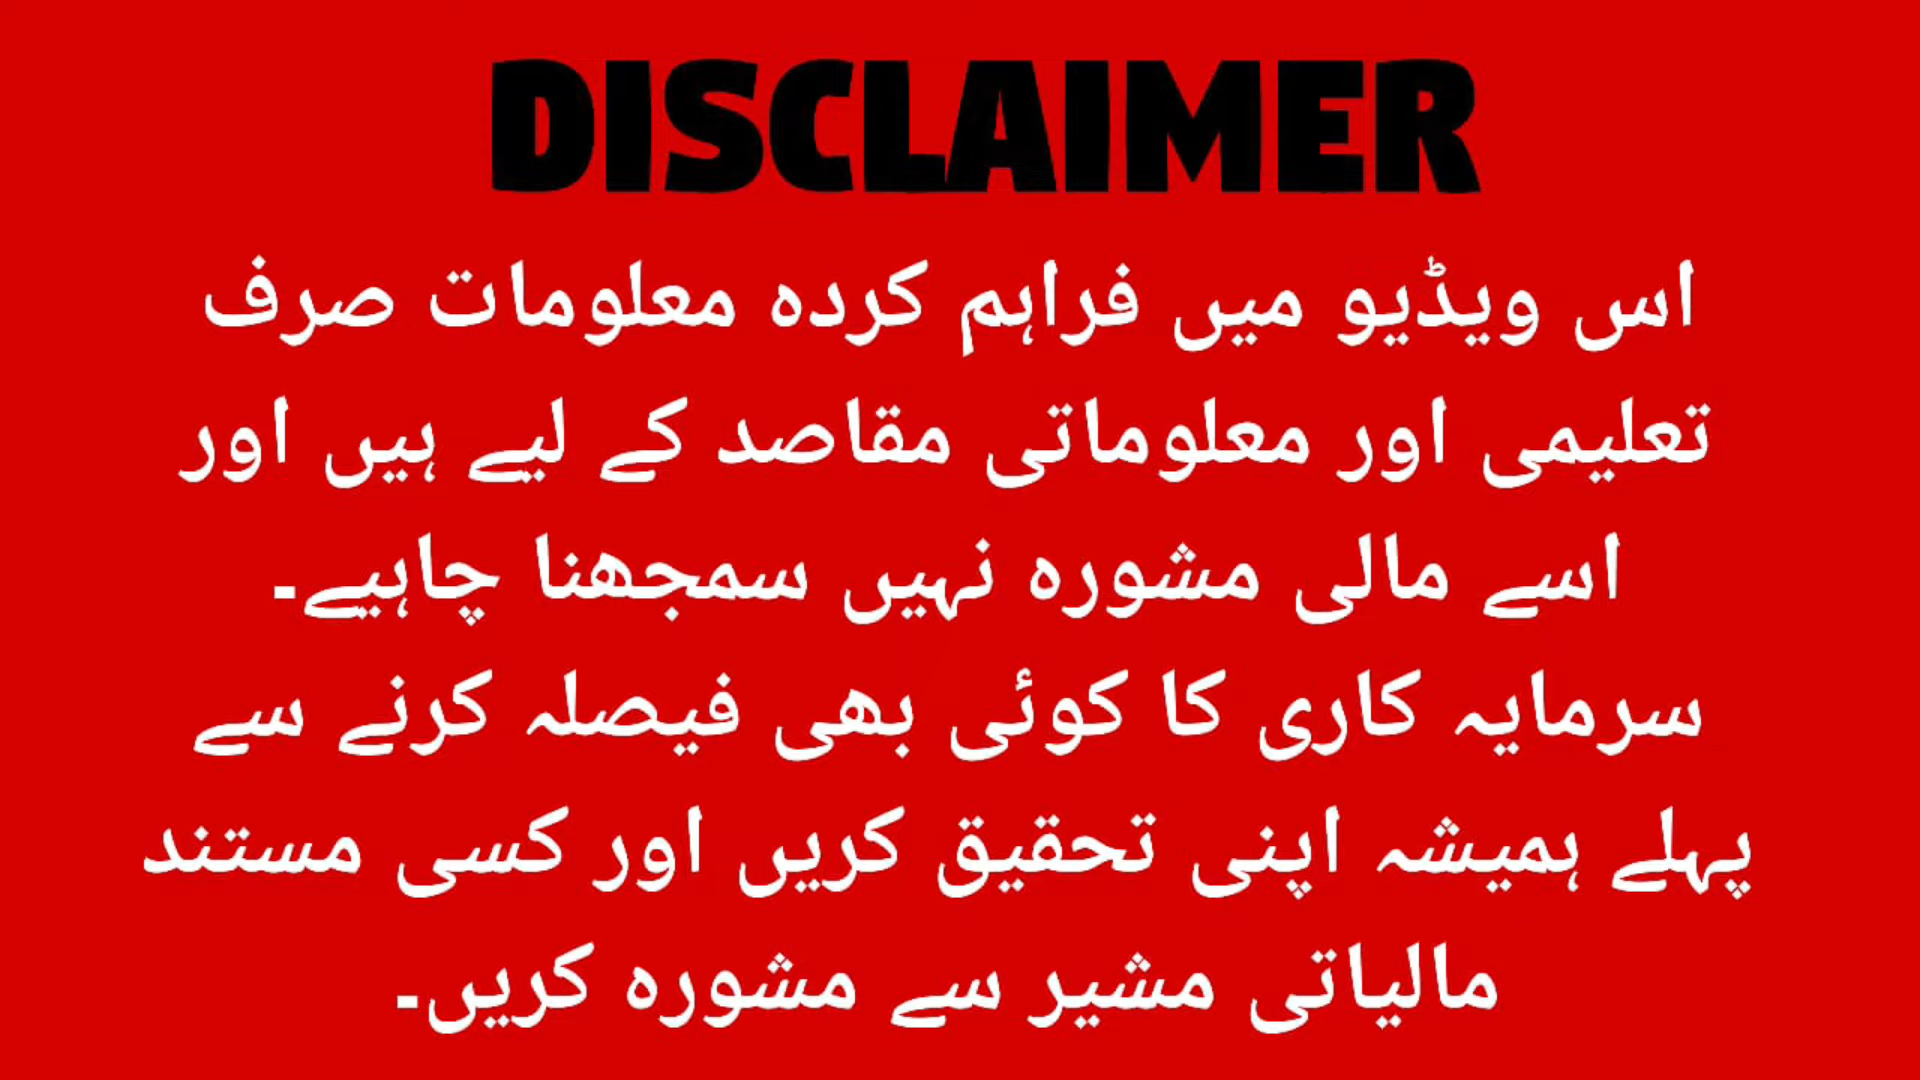 DISCLAIMER
اس ویڈیو میں فراہم کردہ معلومات صرف
تعلیمی اور معلوماتی مقاصد کے لیے ہیں اور
اسے مالی مشورہ نہیں سمجھنا چاہیے۔
سرمایہ کاری کا کوئی بھی فیصلہ کرنے سے
پہلے ہمیشہ اپنی تحقیق کریں اور کسی مستند
مالیاتی مشیر سے مشورہ کریں۔